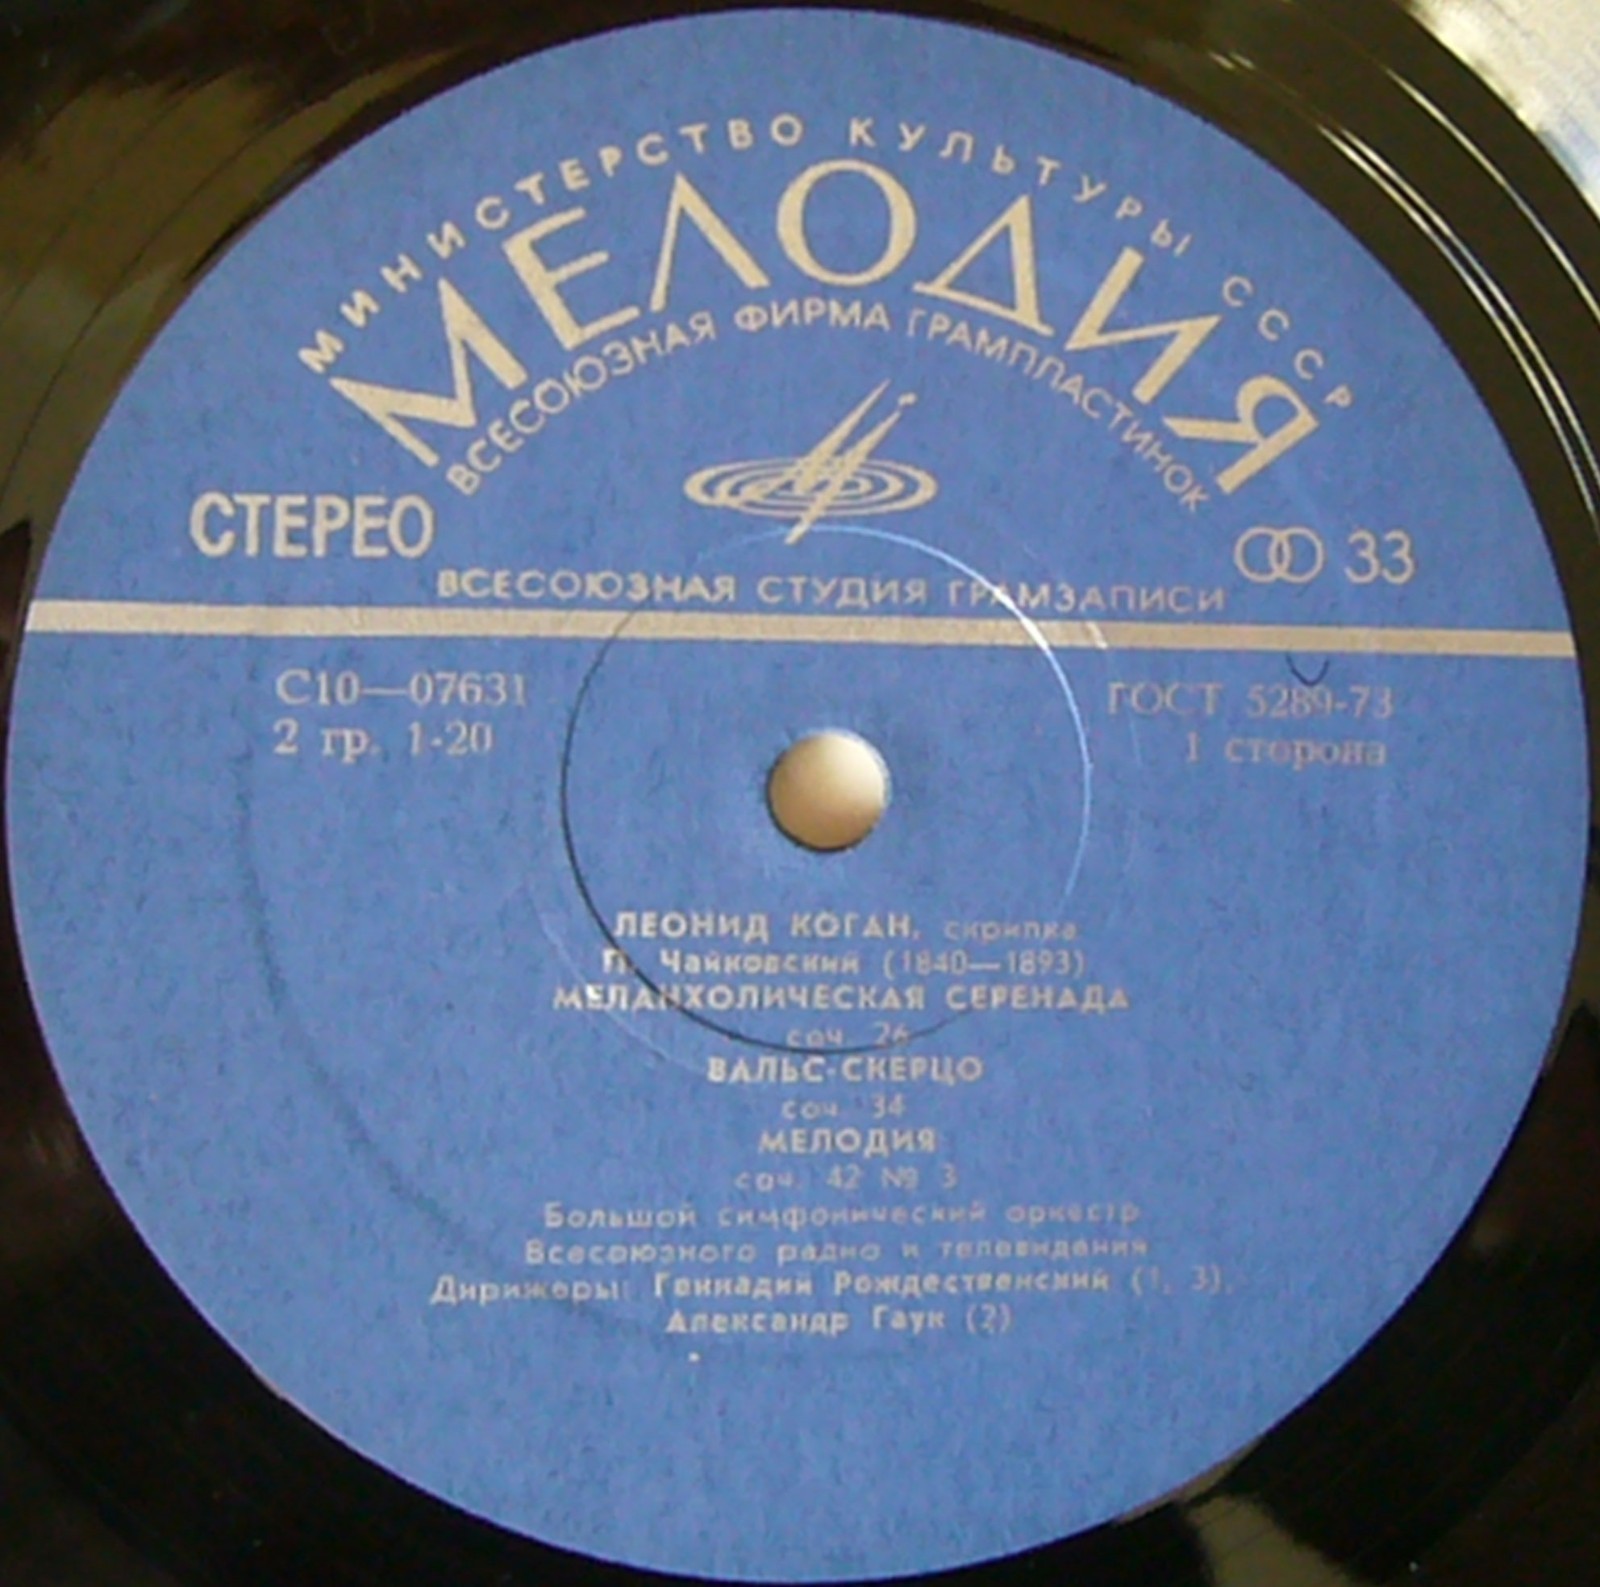 МИНИСТЕРСТВО КУЛЬТУРЫ СССР
МЕЛОДИЯ
ВСЕСОЮЗНАЯ ФИРМА ГРАМПЛАСТИНОК
СТЕРЕО
33
ВСЕСОЮЗНАЯ СТУДИЯ ГРАМЗАПИСИ
С10—07631
ГОСТ 5289-73
2 гр. 1-20
1 сторона
ЛЕОНИД КОГАН, скрипка
П. Чайковский (1840—1893)
МЕЛАНХОЛИЧЕСКАЯ СЕРЕНАДА
соч. 26
ВАЛЬС-СКЕРЦО
соч. 34
МЕЛОДИЯ
соч. 42 № 3
Большой симфонический оркестр
Всесоюзного радио и телевидения
Дирижеры: Геннадий Рождественский (1, 3),
Александр Гаук (2)